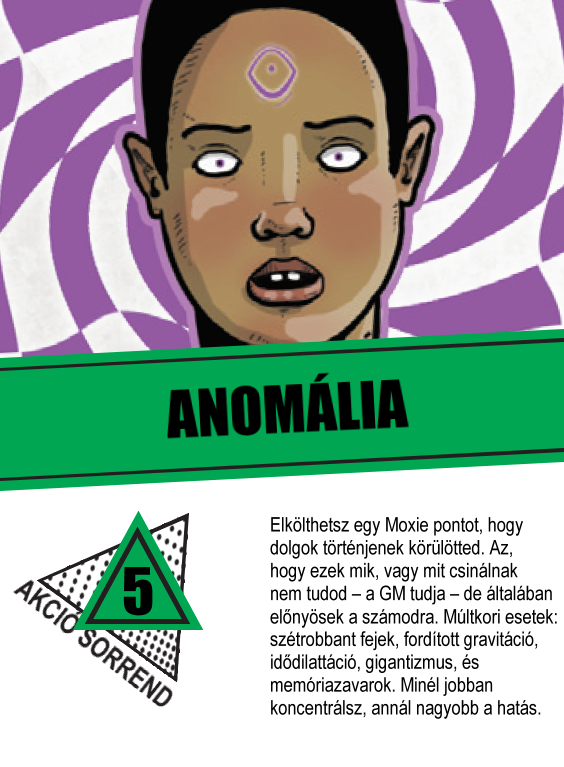 ANOMÁLIA
5
AKCIÓ SORREND
Elkölthetsz egy Moxie pontot, hogy
dolgok történjenek körülötted. Az,
hogy ezek mik, vagy mit csinálnak
nem tudod – a GM tudja – de általában
előnyösek a számodra. Múltkori esetek:
szétrobbant fejek, fordított gravitáció,
idődilattáció, gigantizmus, és
memóriazavarok. Minél jobban
koncentrálsz, annál nagyobb a hatás.